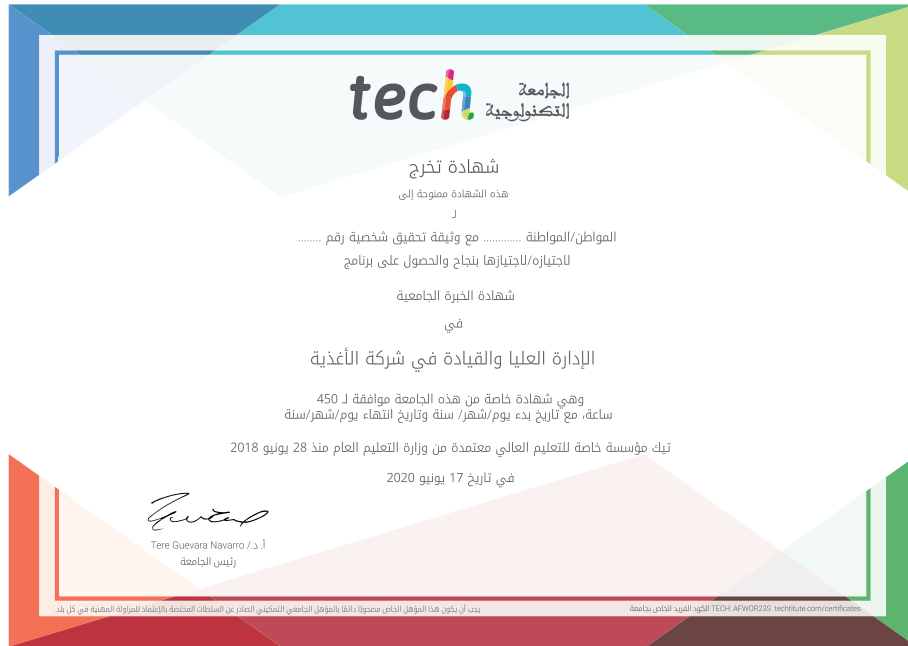 tech الجامعة
التكنولوجية
شهادة تخرج
هذه الشهادة ممنوحة إلى
لـ
المواطن/المواطنة ............. مع وثيقة تحقيق شخصية رقم ........
لاجتيازه/لاجتيازها بنجاح والحصول على برنامج
شهادة الخبرة الجامعية
في
الإدارة العليا والقيادة في شركة الأغذية
وهي شهادة خاصة من هذه الجامعة موافقة لـ 450
ساعة، مع تاريخ بدء يوم/شهر/ سنة وتاريخ انتهاء يوم/شهر/سنة
تيك مؤسسة خاصة للتعليم العالي معتمدة من وزارة التعليم العام منذ 28 يونيو 2018
في تاريخ 17 يونيو 2020
أ. د./ Tere Guevara Navarro
رئيس الجامعة
يجب أن يكون هذا المؤهل الخاص مصحوبًا دائمًا بالمؤهل الجامعي التمكيني الصادر عن السلطات المختصة بالإعتماد للمزاولة المهنية في كل بلد.
الكود الفريد الخاص بجامعة TECH: AFWOR23S techtitute.com/certificates